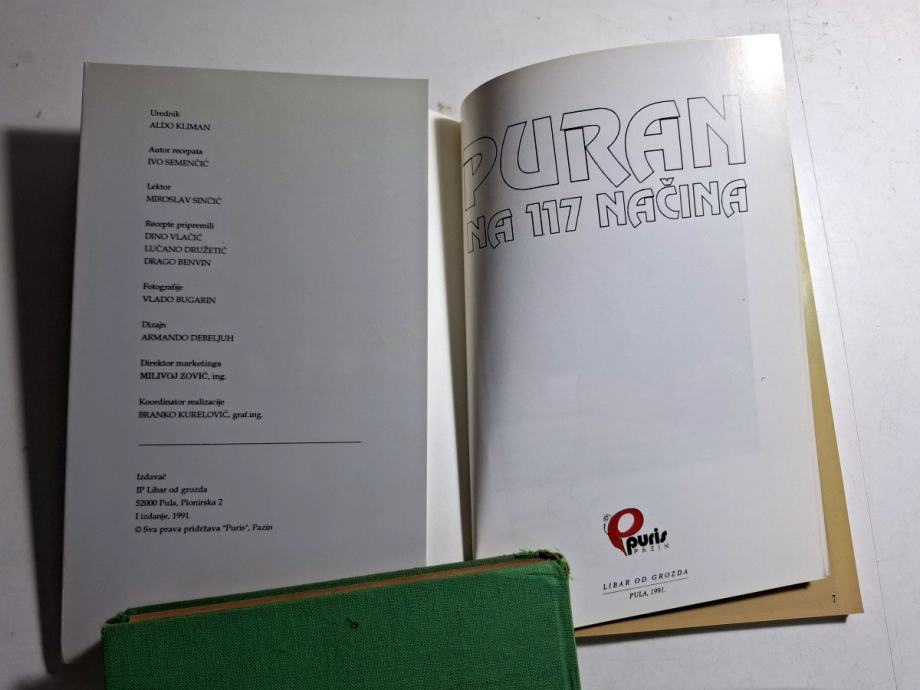 Urednik
ALDO KLIMAN
Autor recepata
IVO SEMENČIĆ
Lektor
MIROSLAV SINČIĆ
Recepte pripremili
DINO VLAČIĆ
LUČANO DRUŽETIĆ
DRAGO BENVIN
Fotografije
VLADO BUGARIN
Dizajn
ARMANDO DEBELJUH
Direktor marketinga
MILIVOJ ZOVIĆ, ing.
Koordinator realizacije
BRANKO KURELOVIĆ, graf.ing.
Izdavač
IP Libar od grozda
52000 Pula, Pionirska 2
I izdanje, 1991.
© Sva prava pridržava "Puris", Pazin
PURAN
NA 117 NAČINA
puris
PAZIN
LIBAR OD GROZDA
PULA, 1991.
7